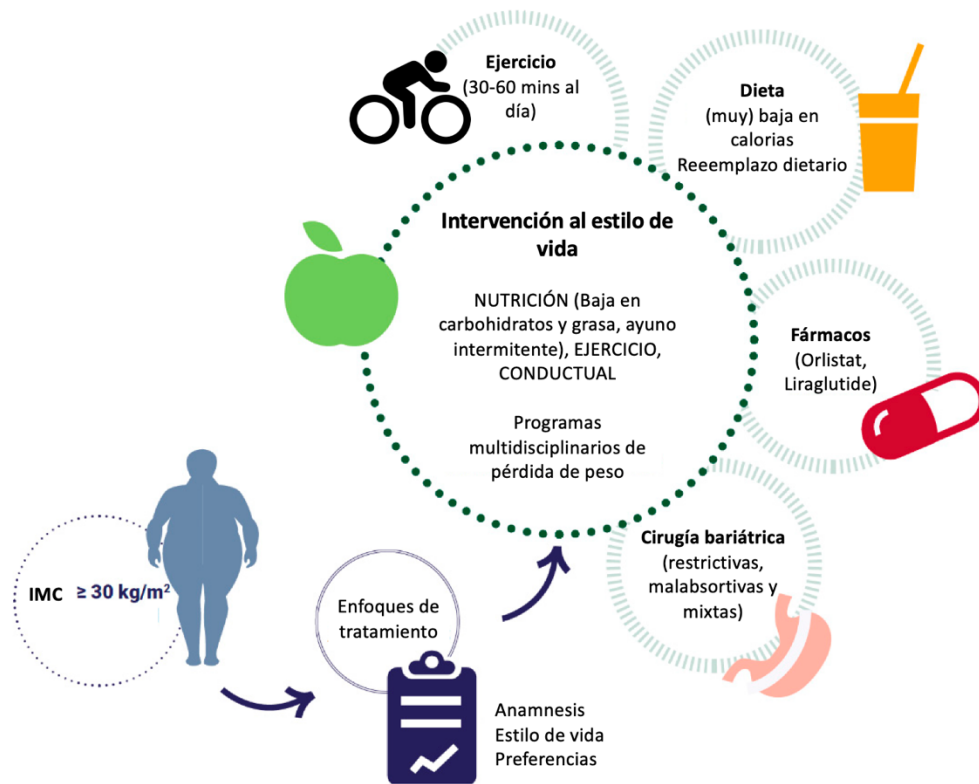 Ejercicio
(30-60 mins al
día)
Dieta
(muy) baja en
calorias
Reeemplazo dietario
Intervención al estilo de
vida
NUTRICIÓN (Baja en
carbohidratos y grasa, ayuno
intermitente), EJERCICIO,
CONDUCTUAL
Programas
multidisciplinarios de
pérdida de peso
Fármacos
(Orlistat,
Liraglutide)
Cirugía bariátrica
(restrictivas,
malabsortivas y
mixtas)
IMC ≥ 30 kg/m²
Enfoques de
tratamiento
Anamnesis
Estilo de vida
Preferencias